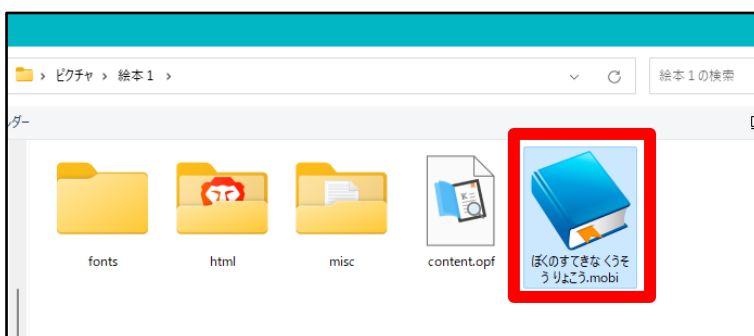 › ピクチャ › 絵本１ ›
絵本１の検索
ルダー
fonts
html
misc
content.opf
ぼくのすてきな くうそ
う りょこう.mobi